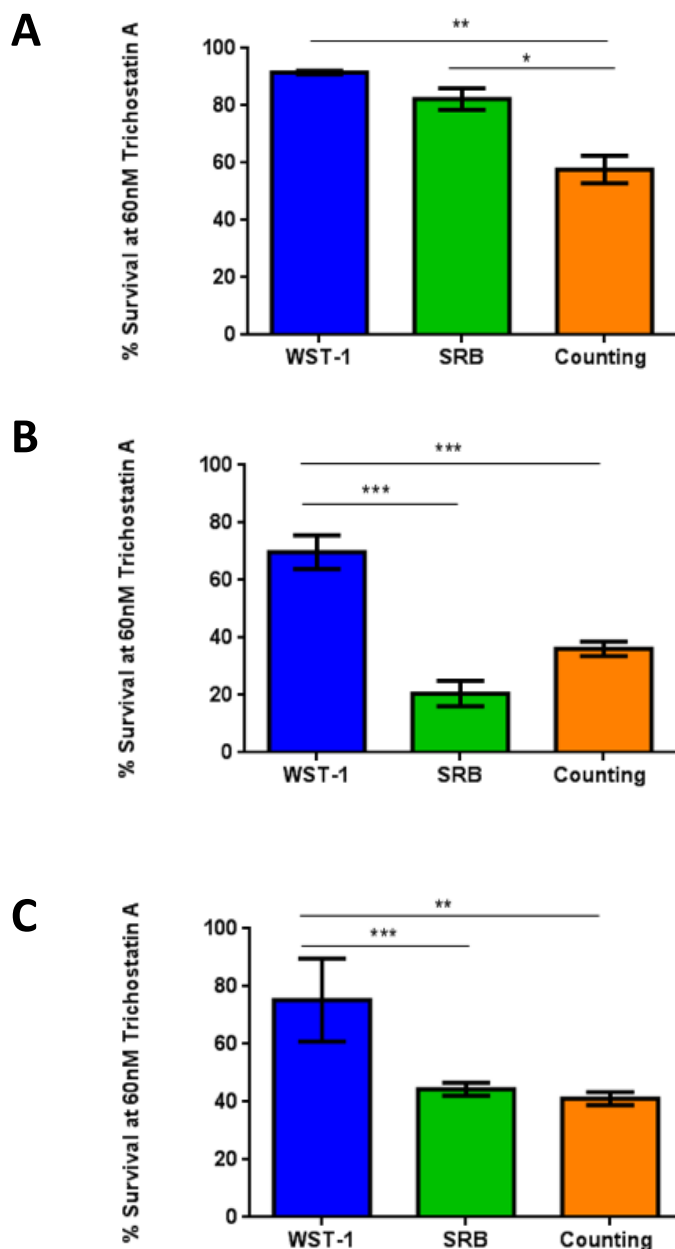 A
% Survival at 60nM Trichostatin A
**
*
100
80
60
40
20
0
WST-1 SRB Counting
B
% Survival at 60nM Trichostatin A
***
***
100
80
60
40
20
0
WST-1 SRB Counting
C
% Survival at 60nM Trichostatin A
**
***
100
80
60
40
20
0
WST-1 SRB Counting